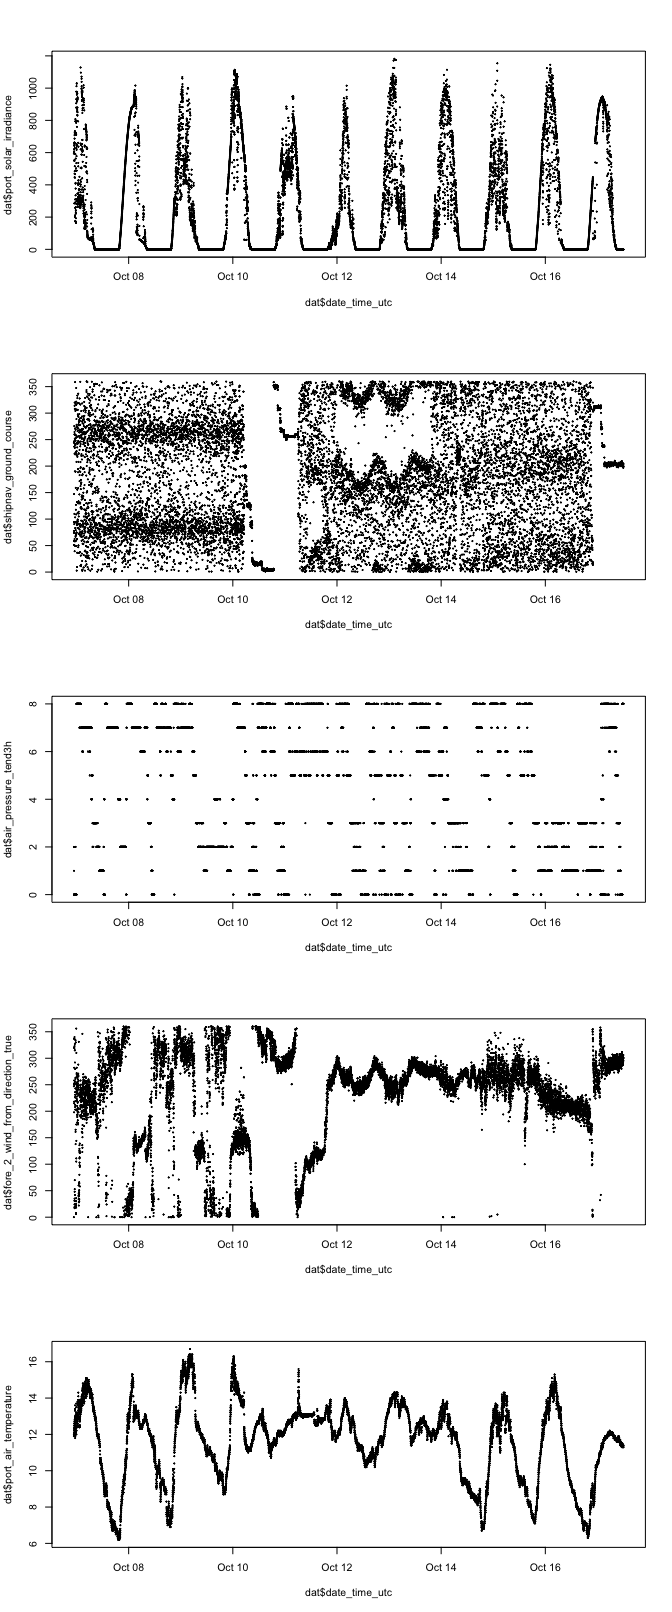 dat$port_solar_irradiance
0 200 400 600 800 1000
Oct 08 Oct 10 Oct 12 Oct 14 Oct 16
dat$date_time_utc
dat$shipnav_ground_course
0 50 100 150 200 250 300 350
Oct 08 Oct 10 Oct 12 Oct 14 Oct 16
dat$date_time_utc
dat$air_pressure_tend3h
0 2 4 6 8
Oct 08 Oct 10 Oct 12 Oct 14 Oct 16
dat$date_time_utc
dat$fore_2_wind_from_direction_true
0 50 100 150 200 250 300 350
Oct 08 Oct 10 Oct 12 Oct 14 Oct 16
dat$date_time_utc
dat$port_air_temperature
6 8 10 12 14 16
Oct 08 Oct 10 Oct 12 Oct 14 Oct 16
dat$date_time_utc